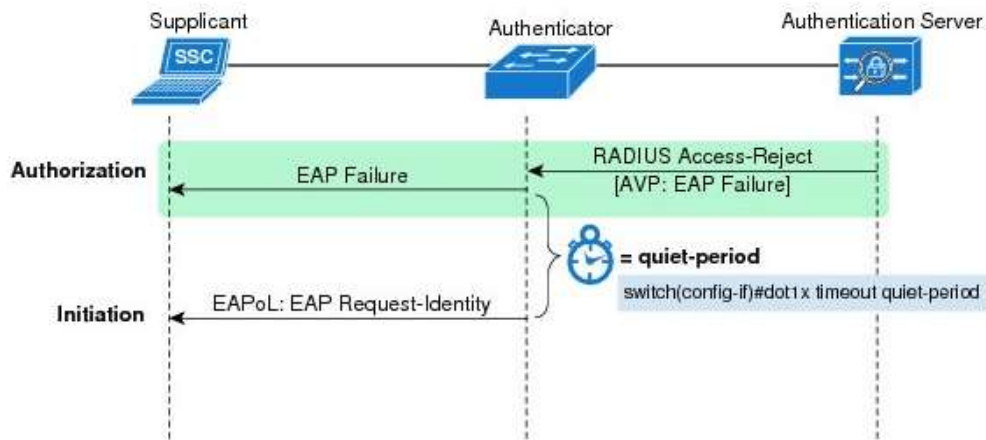 Supplicant
Authenticator
Authentication Server
SSC
Authorization
EAP Failure
RADIUS Access-Reject
[AVP: EAP Failure]
= quiet-period
switch(config-if)#dot1x timeout quiet-period
Initiation
EAPoL: EAP Request-Identity